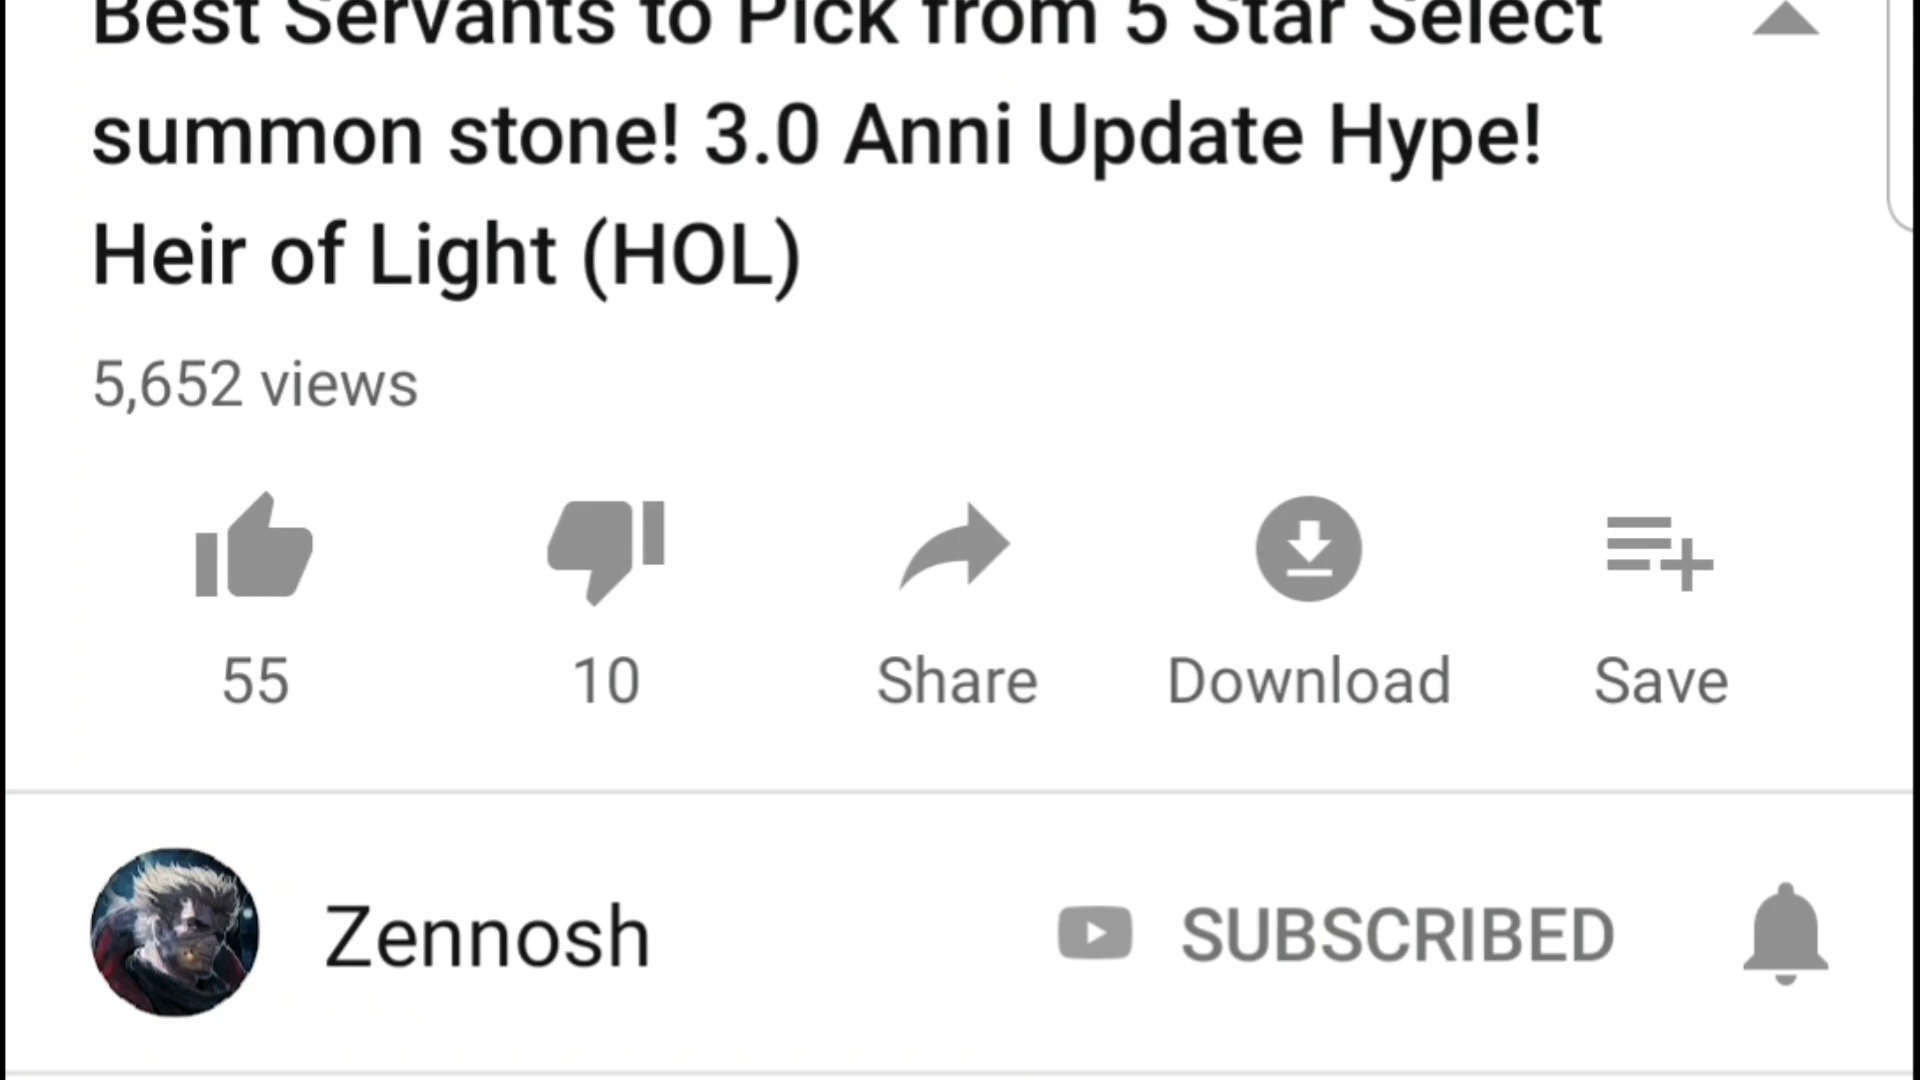 Best Servants to Pick from 5 Star Select
summon stone! 3.0 Anni Update Hype!
Heir of Light (HOL)
5,652 views
55 10 Share Download Save
Zennosh SUBSCRIBED